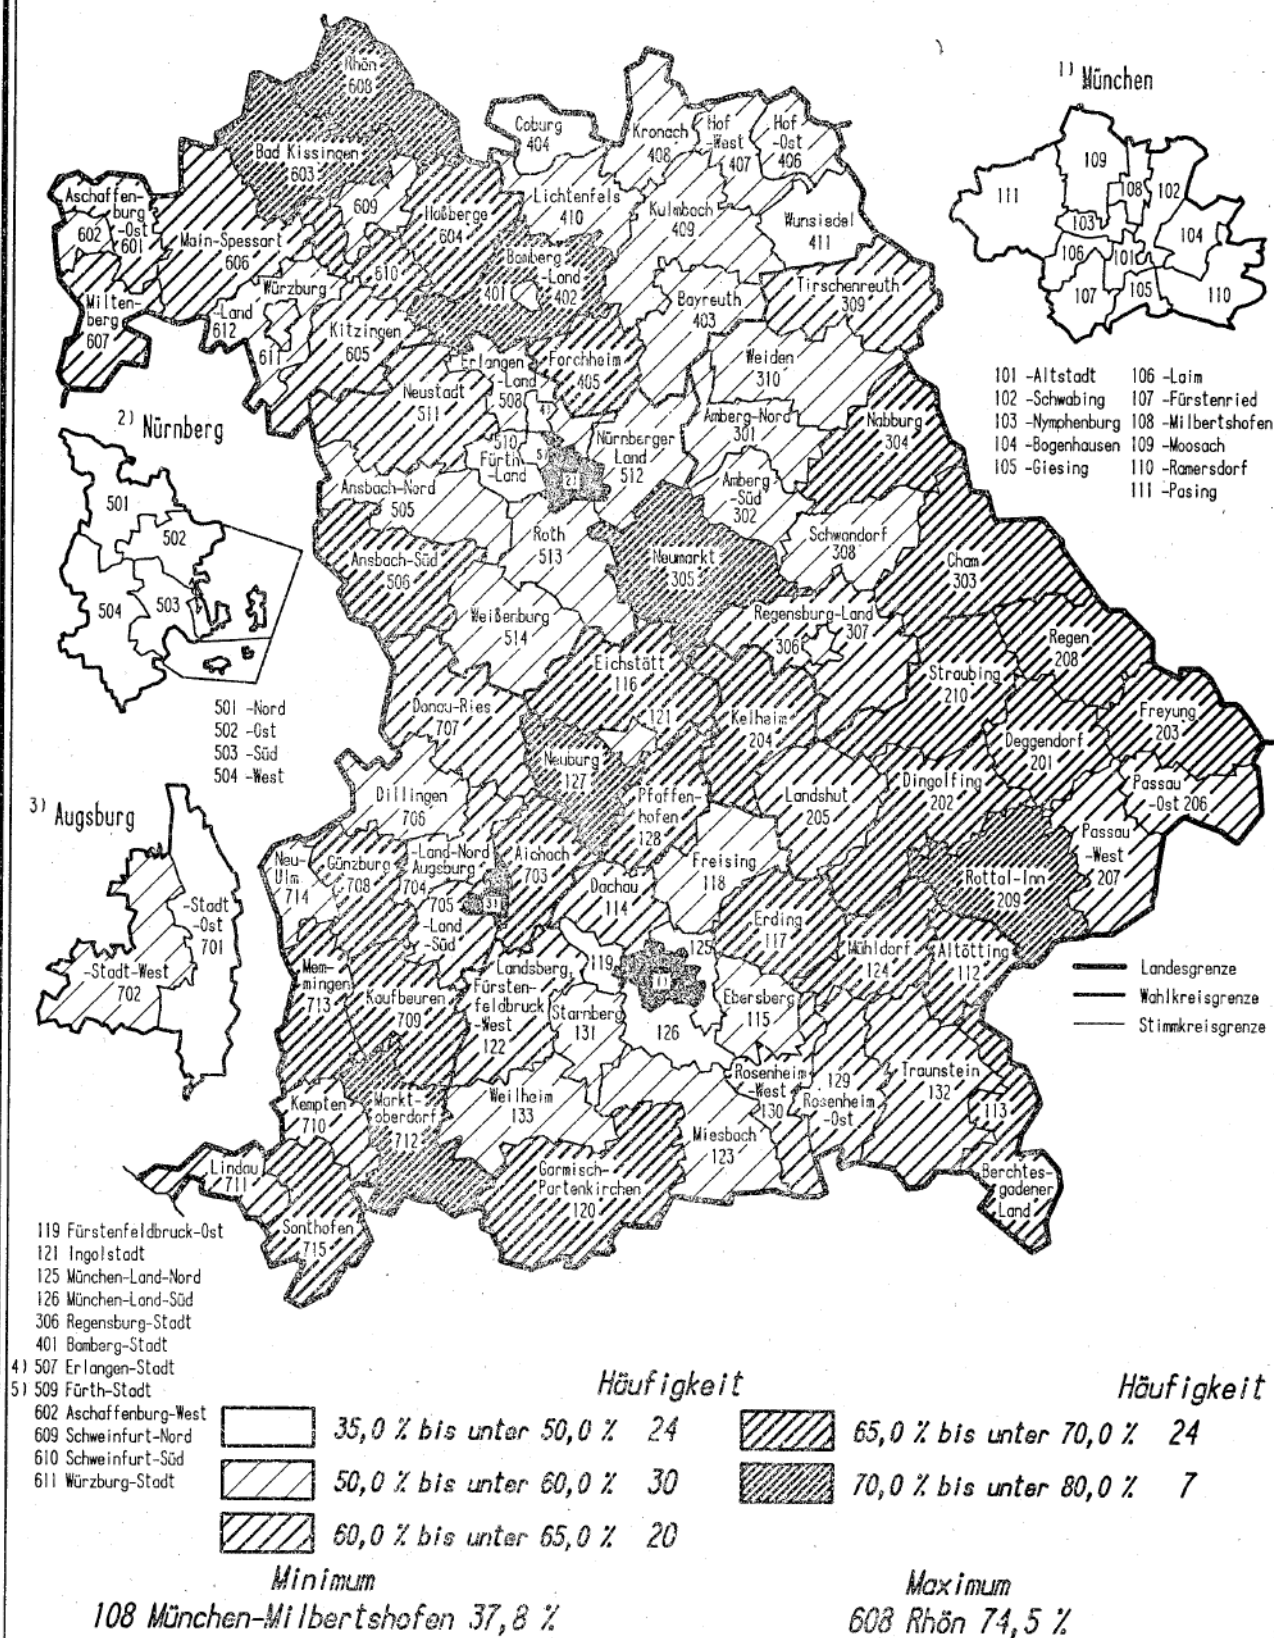 1) München
109
111
108
102
103
104
106
101
105
107
110
101 -Altstadt
102 -Schwabing
103 -Nymphenburg
104 -Bogenhausen
105 -Giesing
106 -Laim
107 -Fürstenried
108 -Milbertshofen
109 -Moosach
110 -Ramersdorf
111 -Pasing
Rhön
608
Bad Kissingen
603
Coburg
404
Kronach
408
Hof
-West
407
Hof
-Ost
406
Aschaffen-
burg
-Ost
601
602
Main-Spessart
606
609
Haßberge
604
Lichtenfels
410
Kulmbach
409
Wunsiedel
411
610
Bamberg
-Land
402
401
Milten-
berg
607
Würzburg
-Land
612
611
Kitzingen
605
Bayreuth
403
Tirschenreuth
309
Erlangen
-Land
508
Forchheim
405
Weiden
310
Neustadt
511
4)
510
Fürth
-Land
5)
2)
Nürnberger
Land
512
Amberg-Nord
301
Nabburg
304
Ansbach-Nord
505
Amberg
-Süd
302
Roth
513
Schwandorf
308
Ansbach-Süd
506
Neumarkt
305
Cham
303
Weißenburg
514
Regensburg-Land
307
306
Regen
208
Eichstätt
116
Straubing
210
Donau-Ries
707
121
Kelheim
204
Freyung
203
Deggendorf
201
Neuburg
127
Dingolfing
202
Passau
-Ost 206
Dillingen
706
Pfaffen-
hofen
128
Landshut
205
Passau
-West
207
Neu-
Ulm
714
Günzburg
708
-Land-Nord
Augsburg
704
705
-Land
-Süd
3)
Aichach
703
Freising
118
Rottal-Inn
209
Dachau
114
Erding
117
Mühldorf
124
Altötting
112
Mem-
mingen
713
Kaufbeuren
709
Landsberg,
Fürsten-
feldbruck
-West
122
119
125
1)
Starnberg
131
126
Ebersberg
115
Rosenheim
-West
130
129
Rosenheim
-Ost
Traunstein
132
113
Berchtes-
gadener
Land
Kempten
710
Markt-
oberdorf
712
Weilheim
133
Miesbach
123
Garmisch-
Partenkirchen
120
Lindau
711
Sonthofen
715
2) Nürnberg
501
502
503
504
501 -Nord
502 -Ost
503 -Süd
504 -West
3) Augsburg
-Stadt
-Ost
701
-Stadt-West
702
Landesgrenze
Wahlkreisgrenze
Stimmkreisgrenze
119 Fürstenfeldbruck-Ost
121 Ingolstadt
125 München-Land-Nord
126 München-Land-Süd
306 Regensburg-Stadt
401 Bamberg-Stadt
4) 507 Erlangen-Stadt
5) 509 Fürth-Stadt
602 Aschaffenburg-West
609 Schweinfurt-Nord
610 Schweinfurt-Süd
611 Würzburg-Stadt
Häufigkeit
35,0 % bis unter 50,0 % 24
50,0 % bis unter 60,0 % 30
60,0 % bis unter 65,0 % 20
Häufigkeit
65,0 % bis unter 70,0 % 24
70,0 % bis unter 80,0 % 7
Minimum
108 München-Milbertshofen 37,8 %
Maximum
608 Rhön 74,5 %